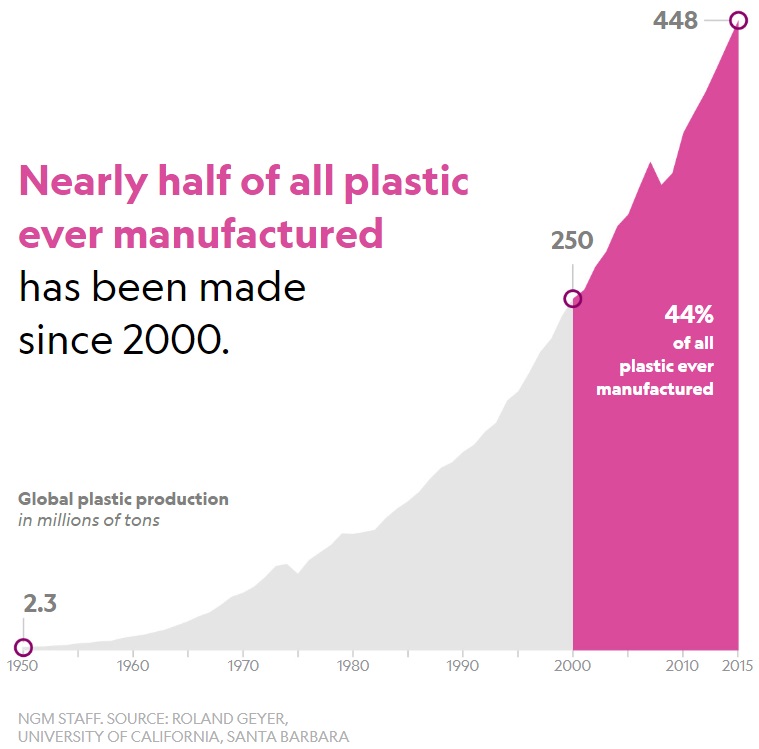 448
Nearly half of all plastic
ever manufactured
has been made
since 2000.
250
44%
of all
plastic ever
manufactured
Global plastic production
in millions of tons
2.3
1950 1960 1970 1980 1990 2000 2010 2015
NGM STAFF. SOURCE: ROLAND GEYER,
UNIVERSITY OF CALIFORNIA, SANTA BARBARA